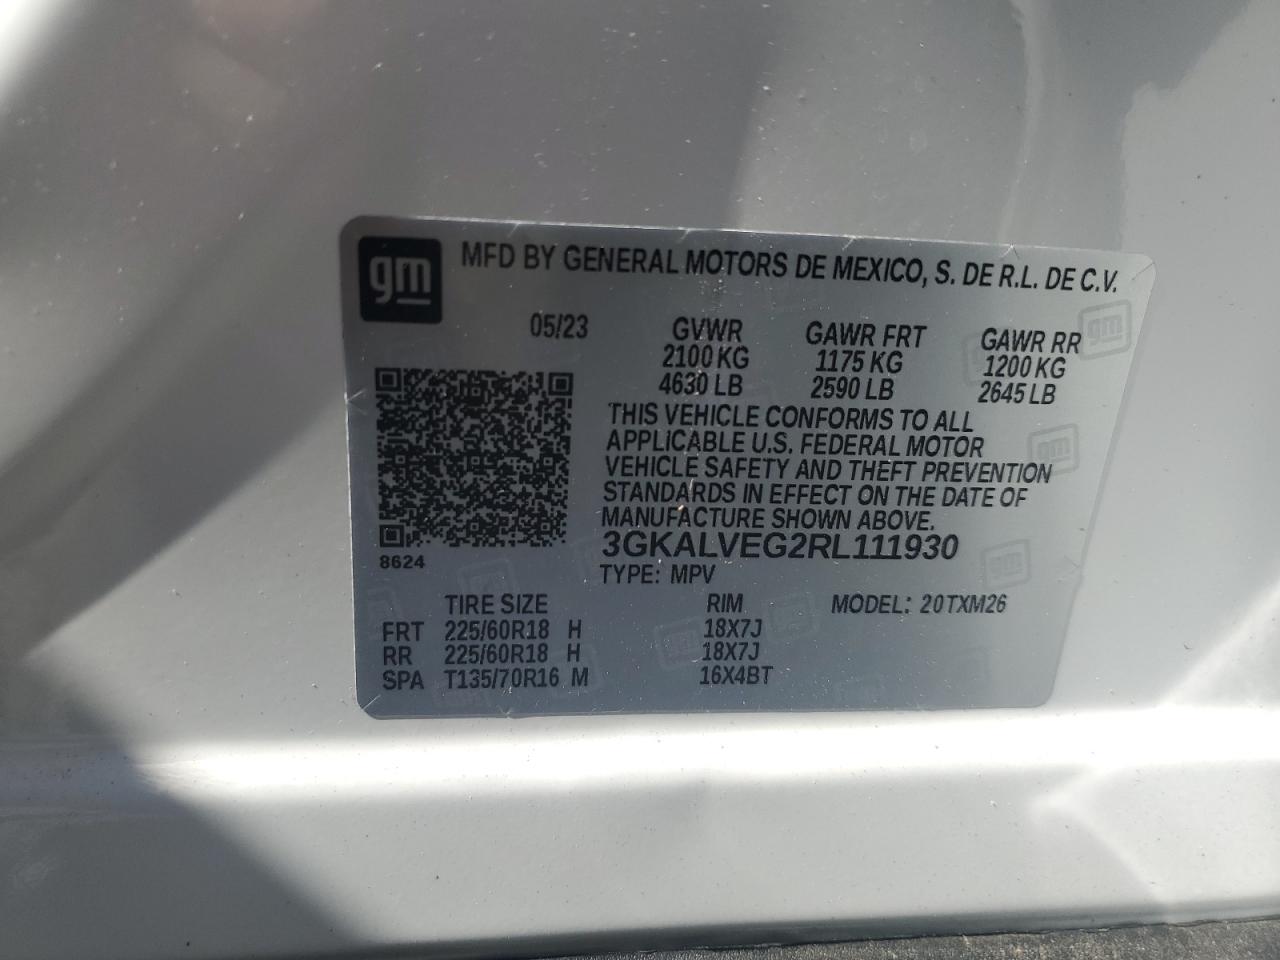 gm MFD BY GENERAL MOTORS DE MEXICO, S. DE R.L. DE C.V.
05/23 GVWR GAWR FRT GAWR RR
2100 KG 1175 KG 1200 KG
4630 LB 2590 LB 2645 LB
THIS VEHICLE CONFORMS TO ALL
APPLICABLE U.S. FEDERAL MOTOR
VEHICLE SAFETY AND THEFT PREVENTION
STANDARDS IN EFFECT ON THE DATE OF
MANUFACTURE SHOWN ABOVE.
3GKALVEG2RL111930
8624
TYPE: MPV
TIRE SIZE RIM MODEL: 20TXM26
FRT 225/60R18 H 18X7J
RR 225/60R18 H 18X7J
SPA T135/70R16 M 16X4BT